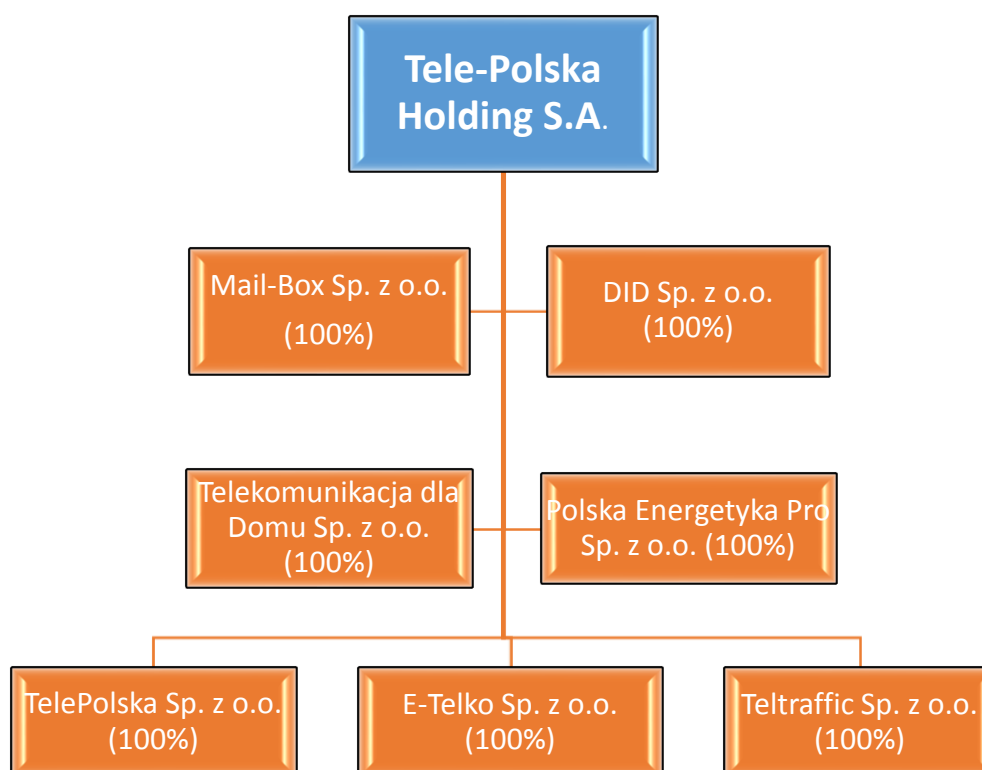 Tele-Polska
Holding S.A.
Mail-Box Sp. z o.o.
(100%)
DID Sp. z o.o.
(100%)
Telekomunikacja dla
Domu Sp. z o.o.
(100%)
Polska Energetyka Pro
Sp. z o.o. (100%)
TelePolska Sp. z o.o.
(100%)
E-Telko Sp. z o.o.
(100%)
Teltraffic Sp. z o.o.
(100%)